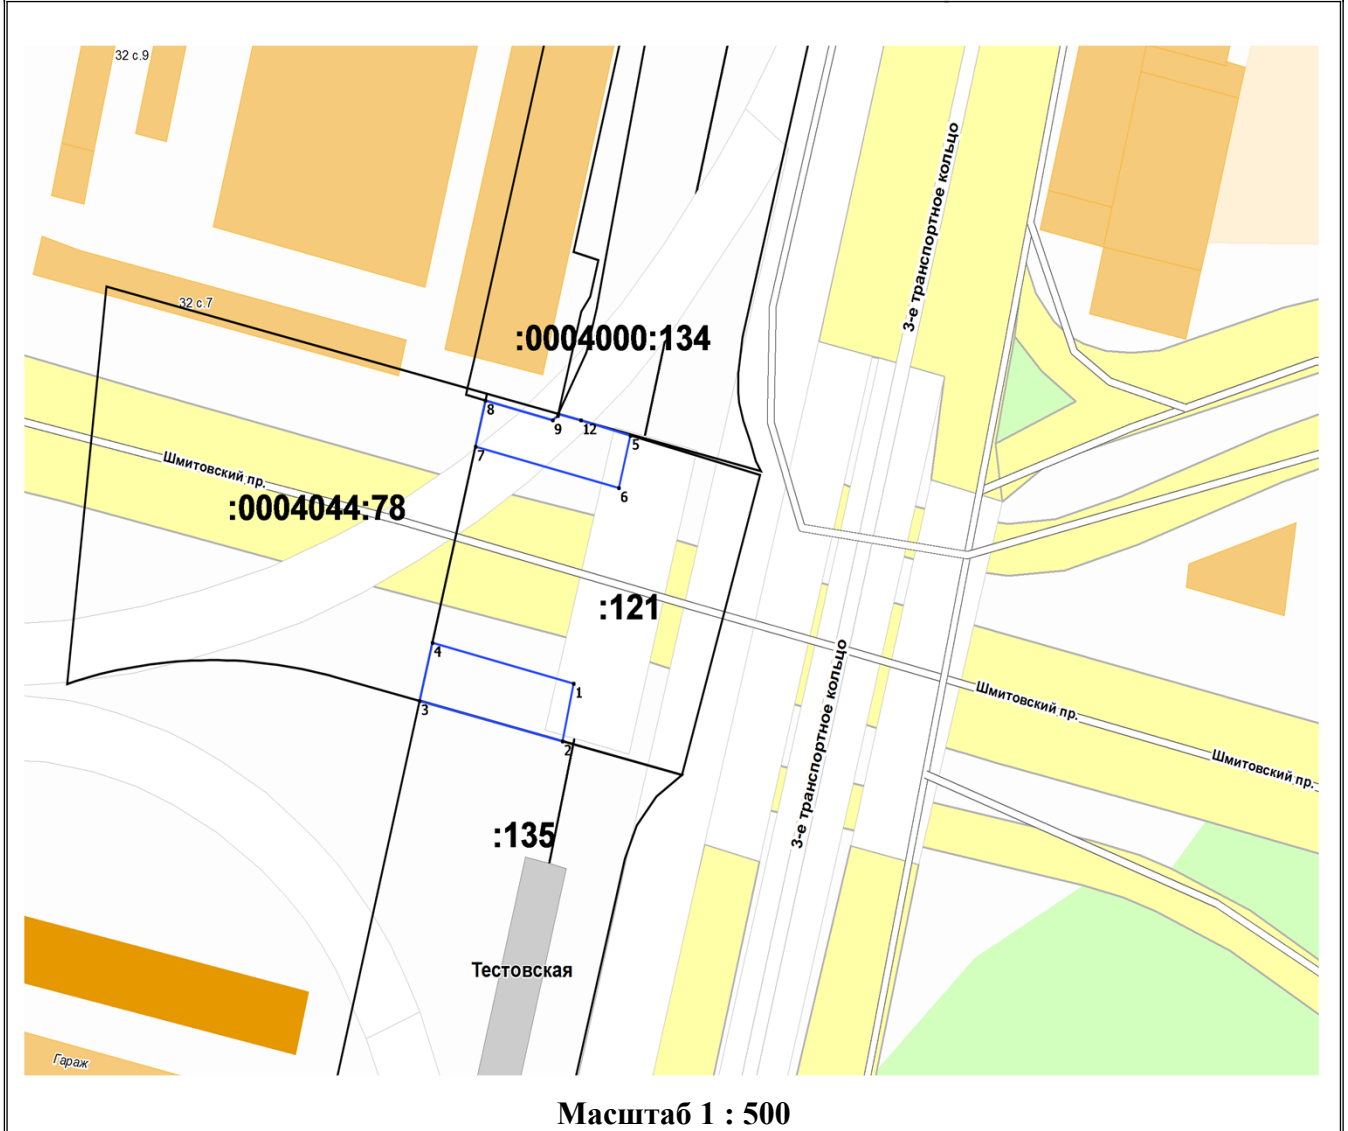 32 с.9
3-е транспортное кольцо
32 с.7
:0004000:134
8
9
12
5
7
Шмитовский пр.
6
:0004044:78
:121
4
1
3
2
3-е транспортное кольцо
Шмитовский пр.
Шмитовский пр.
:135
Тестовская
Гараж
Масштаб 1 : 500